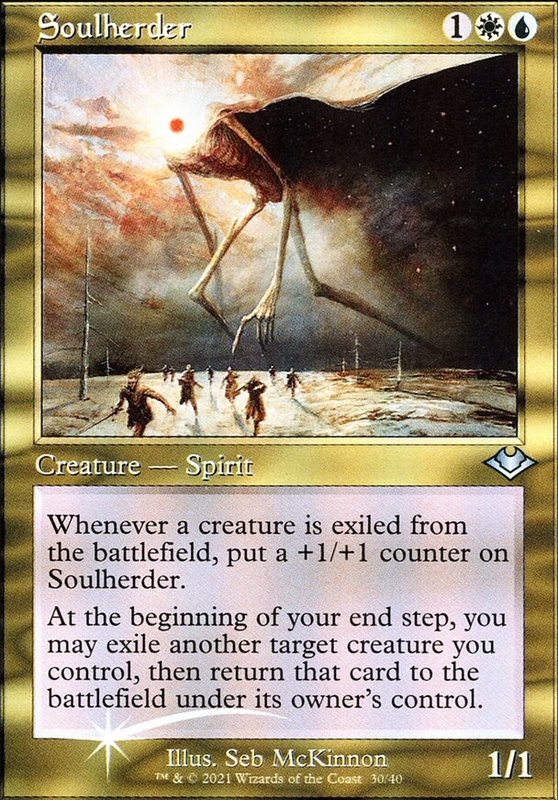 Soulherder 1
Creature — Spirit
Whenever a creature is exiled from
the battlefield, put a +1/+1 counter on
Soulherder.
At the beginning of your end step, you
may exile another target creature you
control, then return that card to the
battlefield under its owner's control.
Illus. Seb McKinnon
™ & © 2021 Wizards of the Coast 30/40
1/1